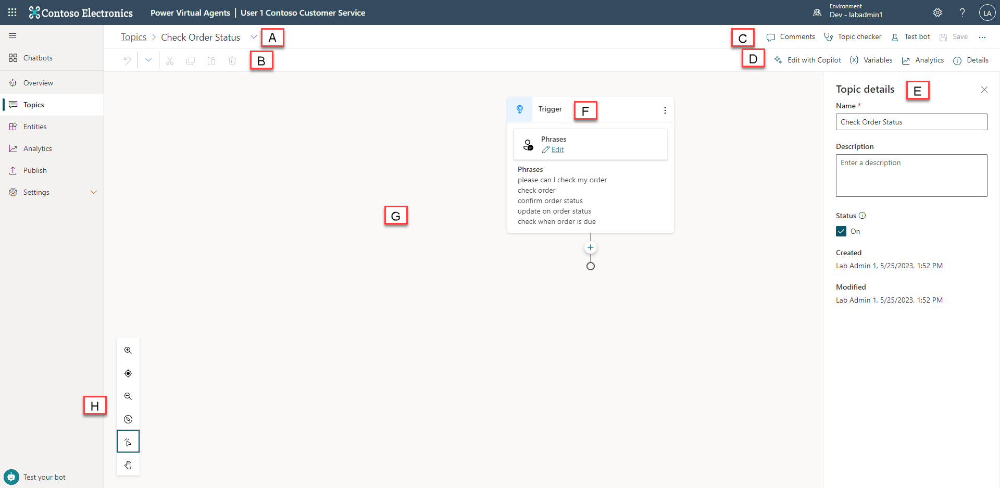 Contoso Electronics
Power Virtual Agents | User 1 Contoso Customer Service
Environment
Dev - labadmin1
?
LA
Topics > Check Order Status
A
C
Comments
Topic checker
Test bot
Save
...
B
D
Edit with Copilot
{x} Variables
Analytics
Details
Chatbots
Overview
Topics
Entities
Analytics
Publish
Settings
H
Test your bot
G
Trigger
F
Phrases
Edit
Phrases
please can I check my order
check order
confirm order status
update on order status
check when order is due
Topic details
E
Name *
Check Order Status
Description
Enter a description
Status
On
Created
Lab Admin 1, 5/25/2023, 1:52 PM
Modified
Lab Admin 1, 5/25/2023, 1:52 PM